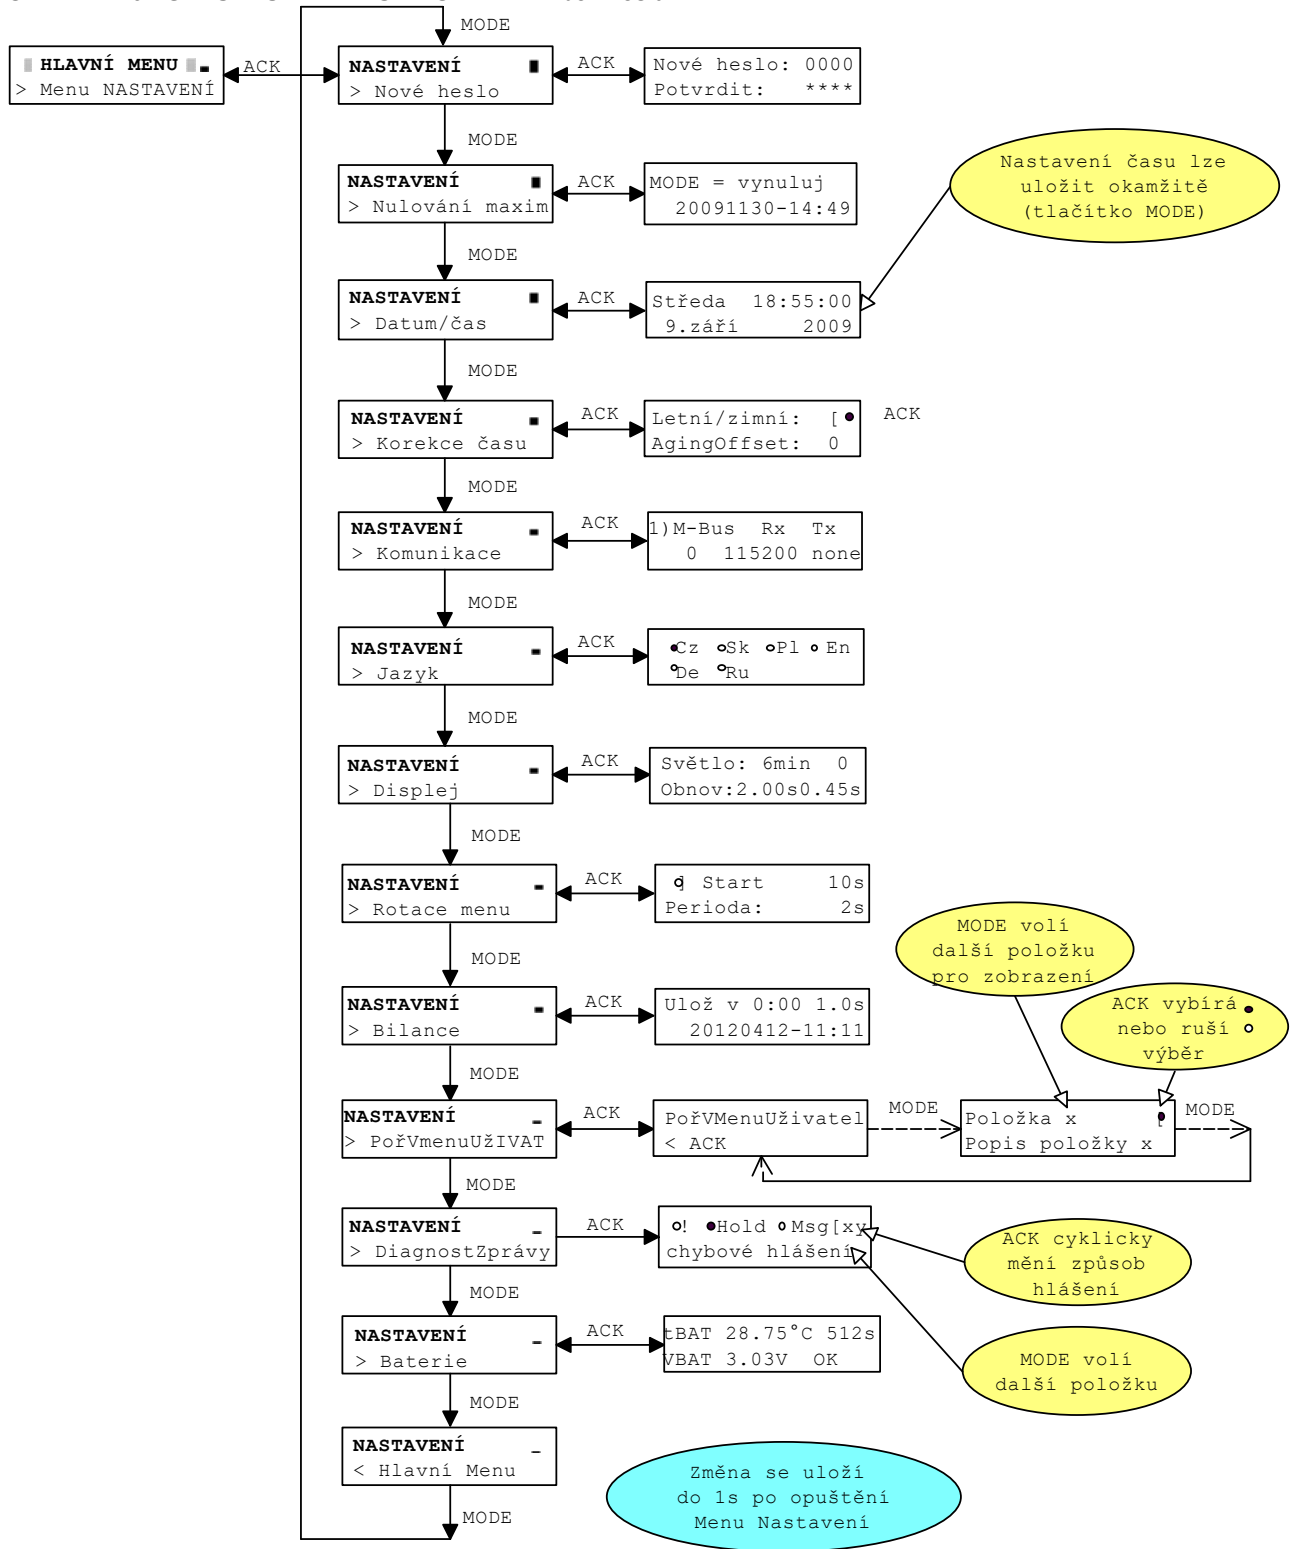 MODE
HLAVNÍ MENU
> Menu NASTAVENÍ
ACK
NASTAVENÍ
> Nové heslo
ACK
Nové heslo: 0000
Potvrdit: ****
MODE
NASTAVENÍ
> Nulování maxim
ACK
MODE = vynuluj
20091130-14:49
Nastavení času lze
uložit okamžitě
(tlačítko MODE)
MODE
NASTAVENÍ
> Datum/čas
ACK
Středa 18:55:00
9.září 2009
MODE
NASTAVENÍ
> Korekce času
ACK
Letní/zimní: [
AgingOffset: 0
ACK
MODE
NASTAVENÍ
> Komunikace
ACK
1)M-Bus Rx Tx
0 115200 none
MODE
NASTAVENÍ
> Jazyk
ACK
Cz Sk Pl En
De Ru
MODE
NASTAVENÍ
> Displej
ACK
Světlo: 6min 0
Obnov:2.00s0.45s
MODE
NASTAVENÍ
> Rotace menu
ACK
] Start 10s
Perioda: 2s
MODE volí
další položku
pro zobrazení
MODE
NASTAVENÍ
> Bilance
ACK
Ulož v 0:00 1.0s
20120412-11:11
ACK vybírá
nebo ruší
výběr
MODE
NASTAVENÍ
> PořVmenuUžIVAT
ACK
PořVMenuUživatel
< ACK
MODE
Položka x [
Popis položky x
MODE
MODE
NASTAVENÍ
> DiagnostZprávy
ACK
! Hold Msg[xy
chybové hlášení
ACK cyklicky
mění způsob
hlášení
MODE
NASTAVENÍ
> Baterie
ACK
tBAT 28.75°C 512s
VBAT 3.03V OK
MODE volí
další položku
MODE
NASTAVENÍ
< Hlavní Menu
MODE
Změna se uloží
do 1s po opuštění
Menu Nastavení